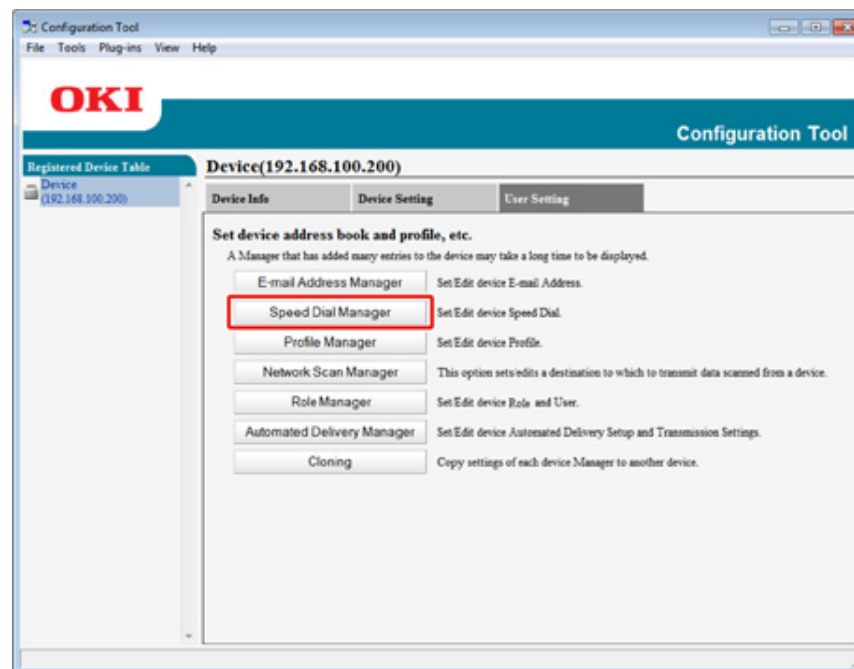 Configuration Tool
File Tools Plug-ins View Help
OKI
Configuration Tool
Registered Device Table
Device
(192.168.100.200)
Device(192.168.100.200)
Device Info Device Setting User Setting
Set device address book and profile, etc.
A Manager that has added many entries to the device may take a long time to be displayed.
E-mail Address Manager Set Edit device E-mail Address.
Speed Dial Manager Set Edit device Speed Dial.
Profile Manager Set Edit device Profile.
Network Scan Manager This option sets/edits a destination to which to transmit data scanned from a device.
Role Manager Set Edit device Role and User.
Automated Delivery Manager Set Edit device Automated Delivery Setup and Transmission Settings.
Cloning Copy settings of each device Manager to another device.